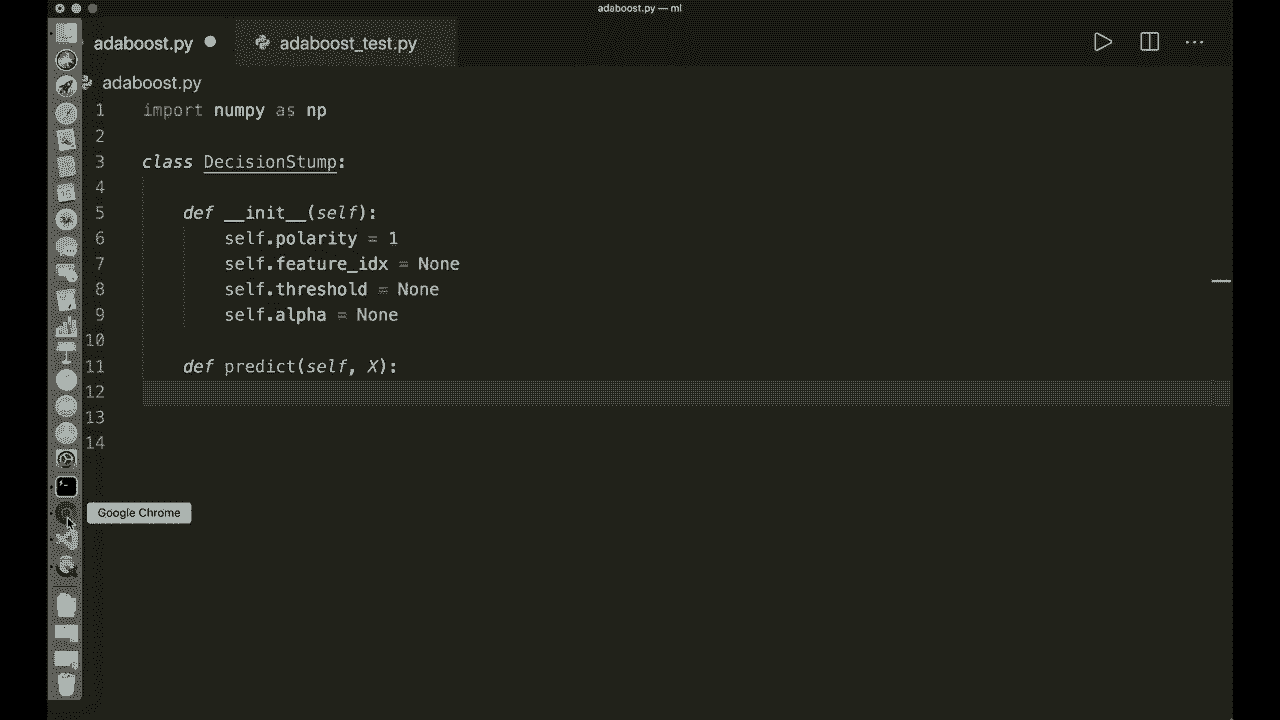 adaboost.py — ml
adaboost.py
adaboost_test.py
adaboost.py
1 import numpy as np
2
3 class DecisionStump:
4
5 def __init__(self):
6 self.polarity = 1
7 self.feature_idx = None
8 self.threshold = None
9 self.alpha = None
10
11 def predict(self, X):
12
13
14
Google Chrome